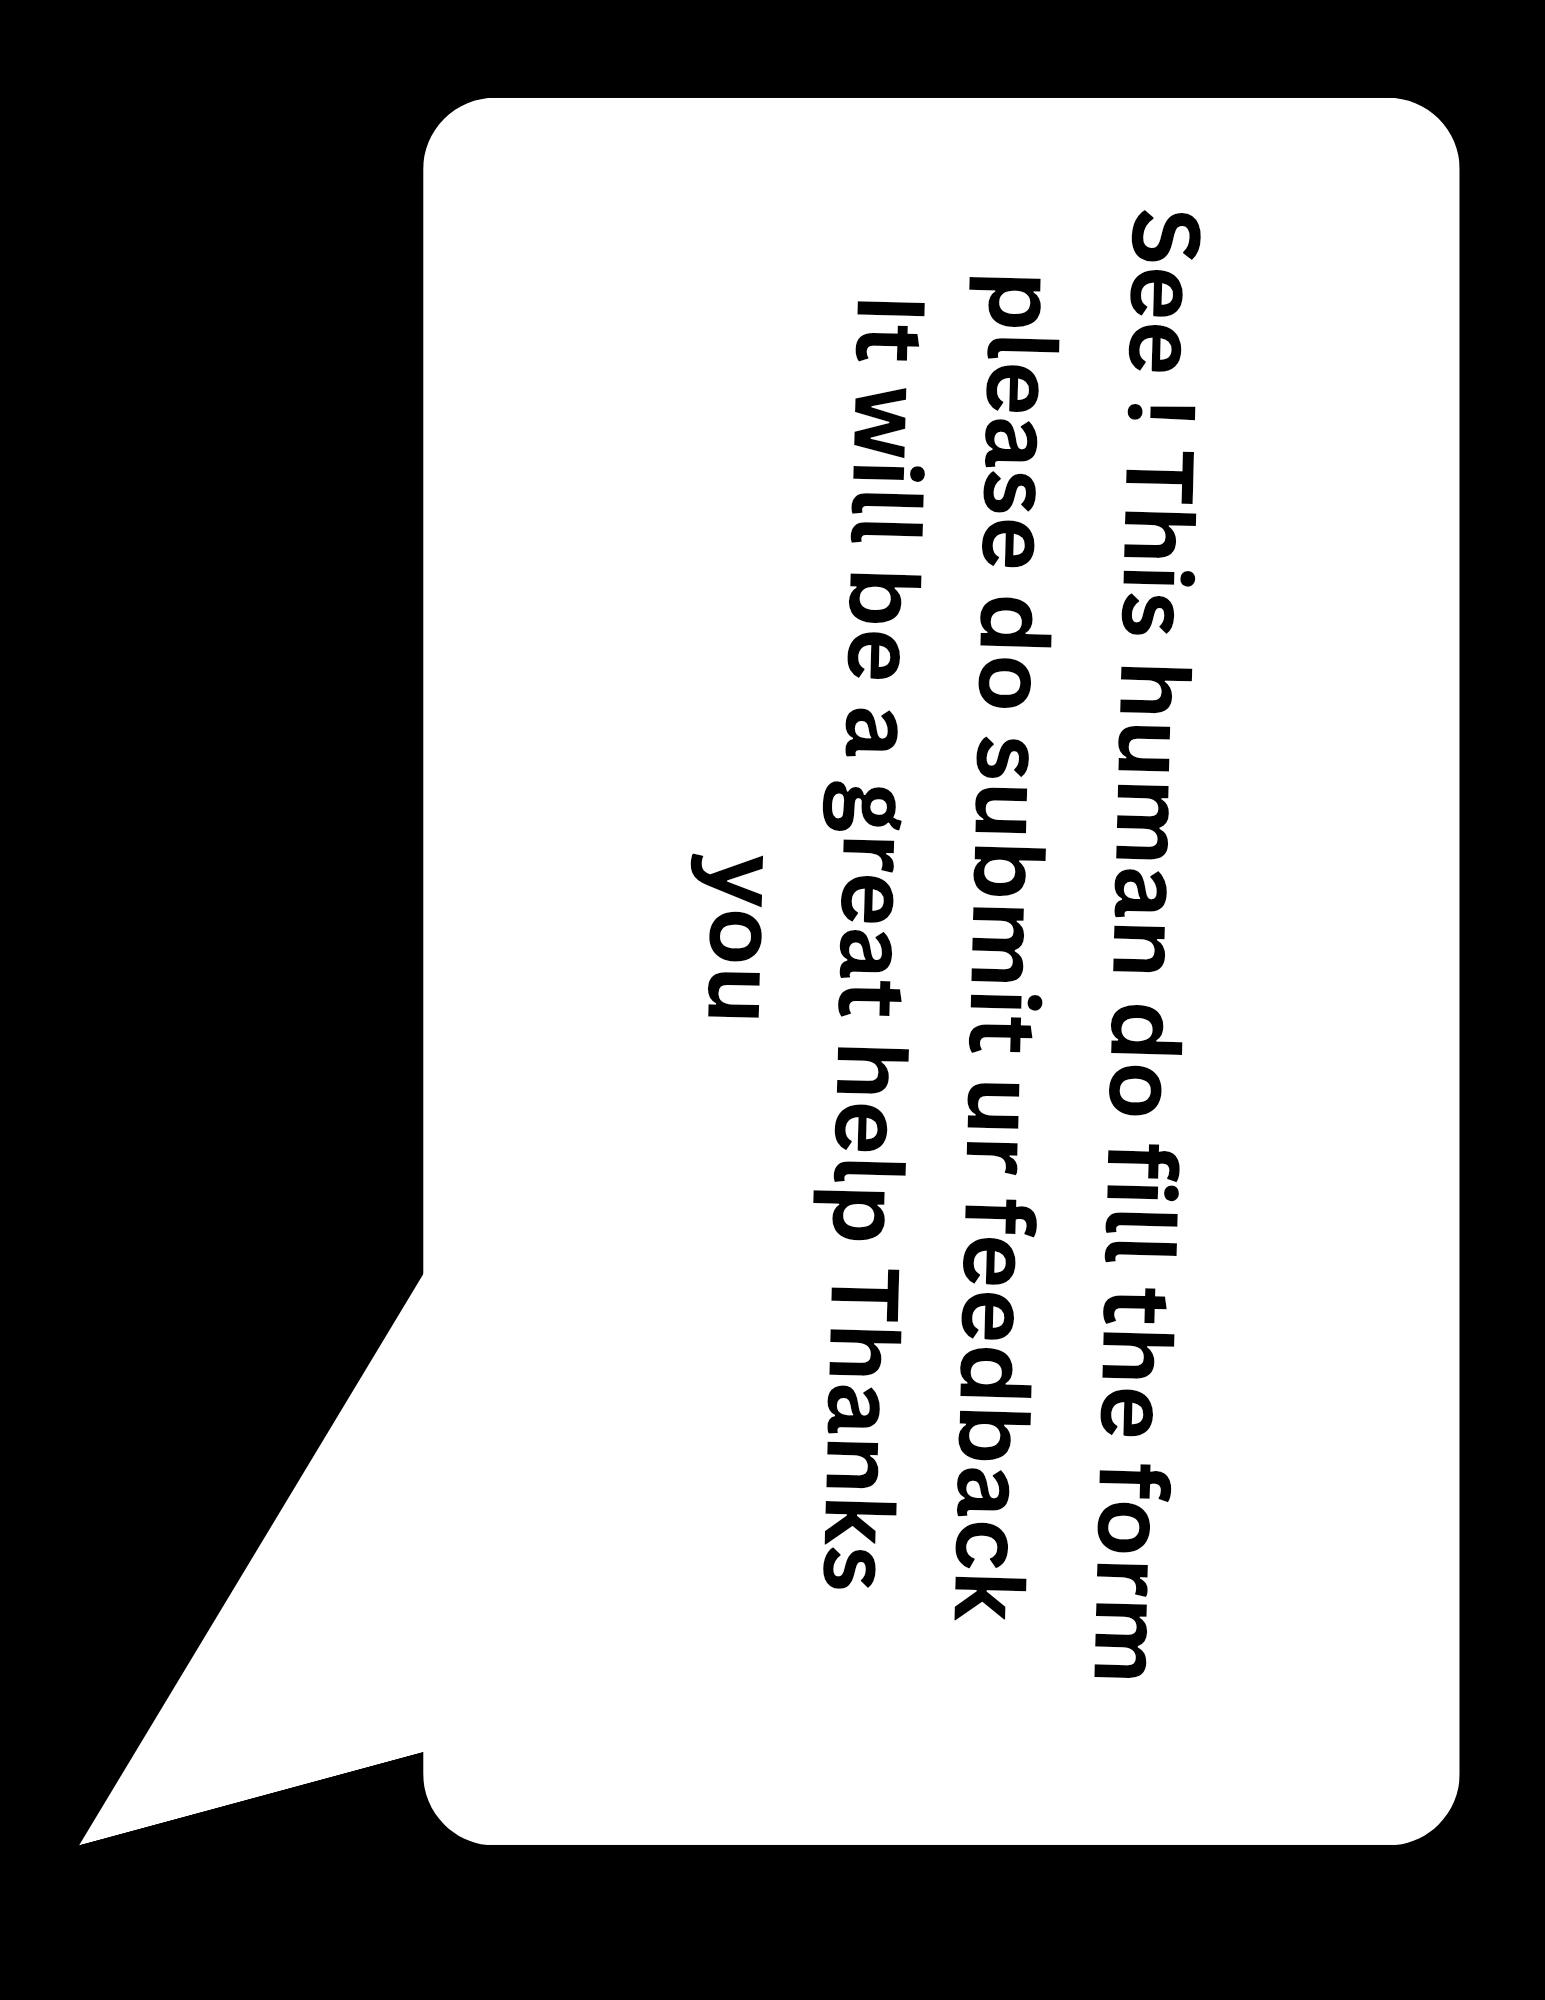 See ! This human do fill the form
please do submit ur feedback
It will be a great help Thanks
you